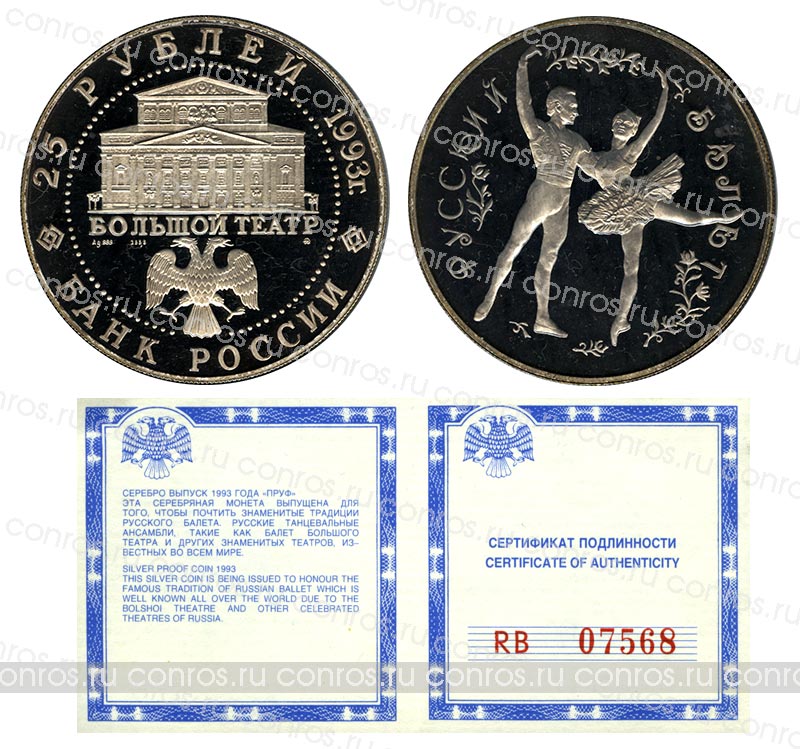 25 РУБЛЕЙ 1993г.
БОЛЬШОЙ ТЕАТР
БАНК РОССИИ
РУССКИЙ БАЛЕТ
СЕРЕБРО ВЫПУСК 1993 ГОДА «ПРУФ»
ЭТА СЕРЕБРЯНАЯ МОНЕТА ВЫПУЩЕНА ДЛЯ
ТОГО, ЧТОБЫ ПОЧТИТЬ ЗНАМЕНИТЫЕ ТРАДИЦИИ
РУССКОГО БАЛЕТА. РУССКИЕ ТАНЦЕВАЛЬНЫЕ
АНСАМБЛИ, ТАКИЕ КАК БАЛЕТ БОЛЬШОГО
ТЕАТРА И ДРУГИХ ЗНАМЕНИТЫХ ТЕАТРОВ, ИЗ-
ВЕСТНЫХ ВО ВСЕМ МИРЕ.
SILVER PROOF COIN 1993
THIS SILVER COIN IS BEING ISSUED TO HONOUR THE
FAMOUS TRADITION OF RUSSIAN BALLET WHICH IS
WELL KNOWN ALL OVER THE WORLD DUE TO THE
BOLSHOI THEATRE AND OTHER CELEBRATED
THEATRES OF RUSSIA.
СЕРТИФИКАТ ПОДЛИННОСТИ
CERTIFICATE OF AUTHENTICITY
RB 07568
conros.ru